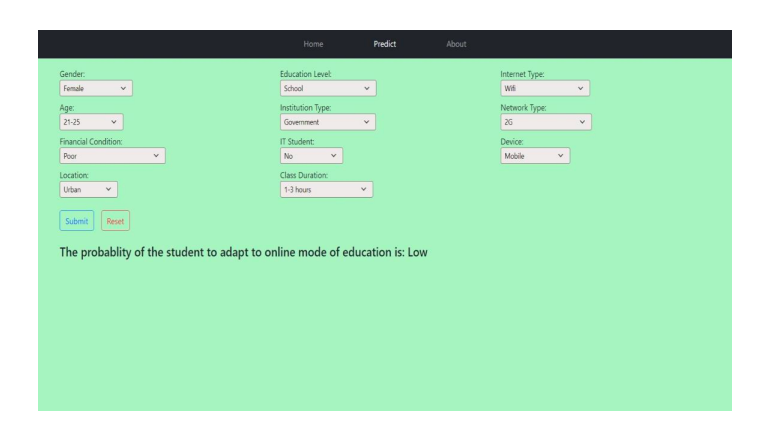 Home Predict About
Gender: Education Level: Internet Type:
Female School Wifi
Age: Institution Type: Network Type:
21-25 Government 2G
Financial Condition: IT Student: Device:
Poor No Mobile
Location: Class Duration:
Urban 1-3 hours
Submit Reset
The probablity of the student to adapt to online mode of education is: Low